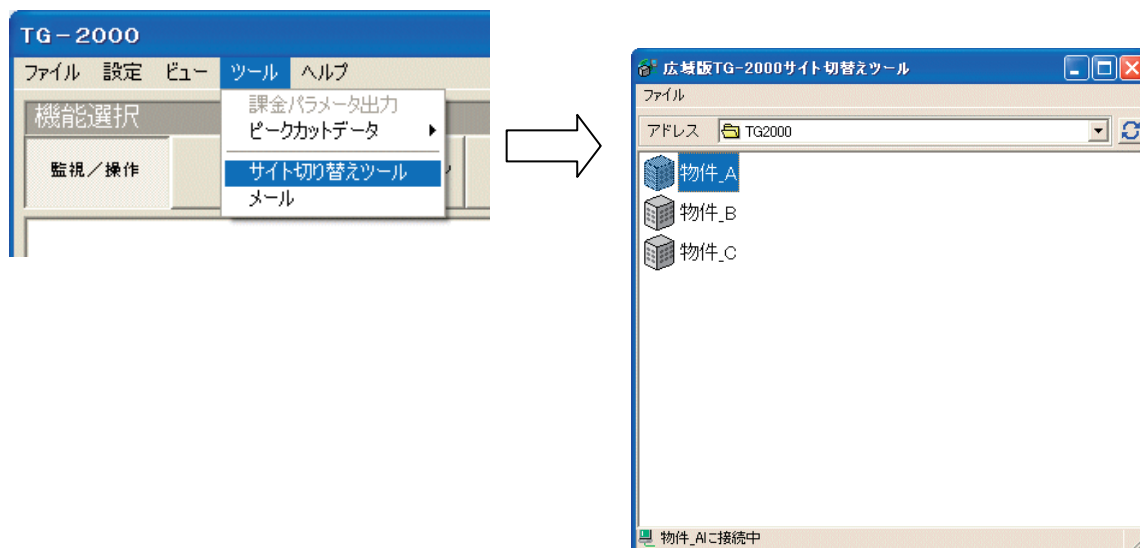 TG-2000
ファイル 設定 ビュー ツール ヘルプ
機能選択
監視/操作
課金パラメータ出力
ピークカットデータ
サイト切り替えツール
メール
広域版TG-2000サイト切替えツール
ファイル
アドレス TG2000
物件_A
物件_B
物件_C
物件_Aに接続中